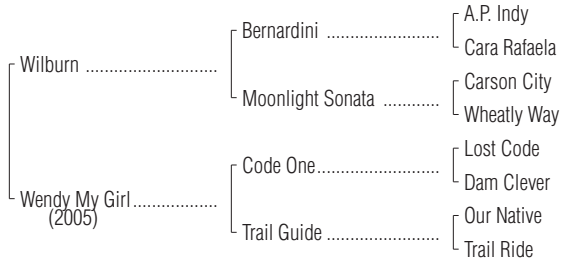 A.P. Indy
Bernardini ........................
Cara Rafaela
Wilburn ............................
Carson City
Moonlight Sonata ............
Wheatly Way
Lost Code
Code One..........................
Dam Clever
Wendy My Girl..................
(2005)
Our Native
Trail Guide ........................
Trail Ride